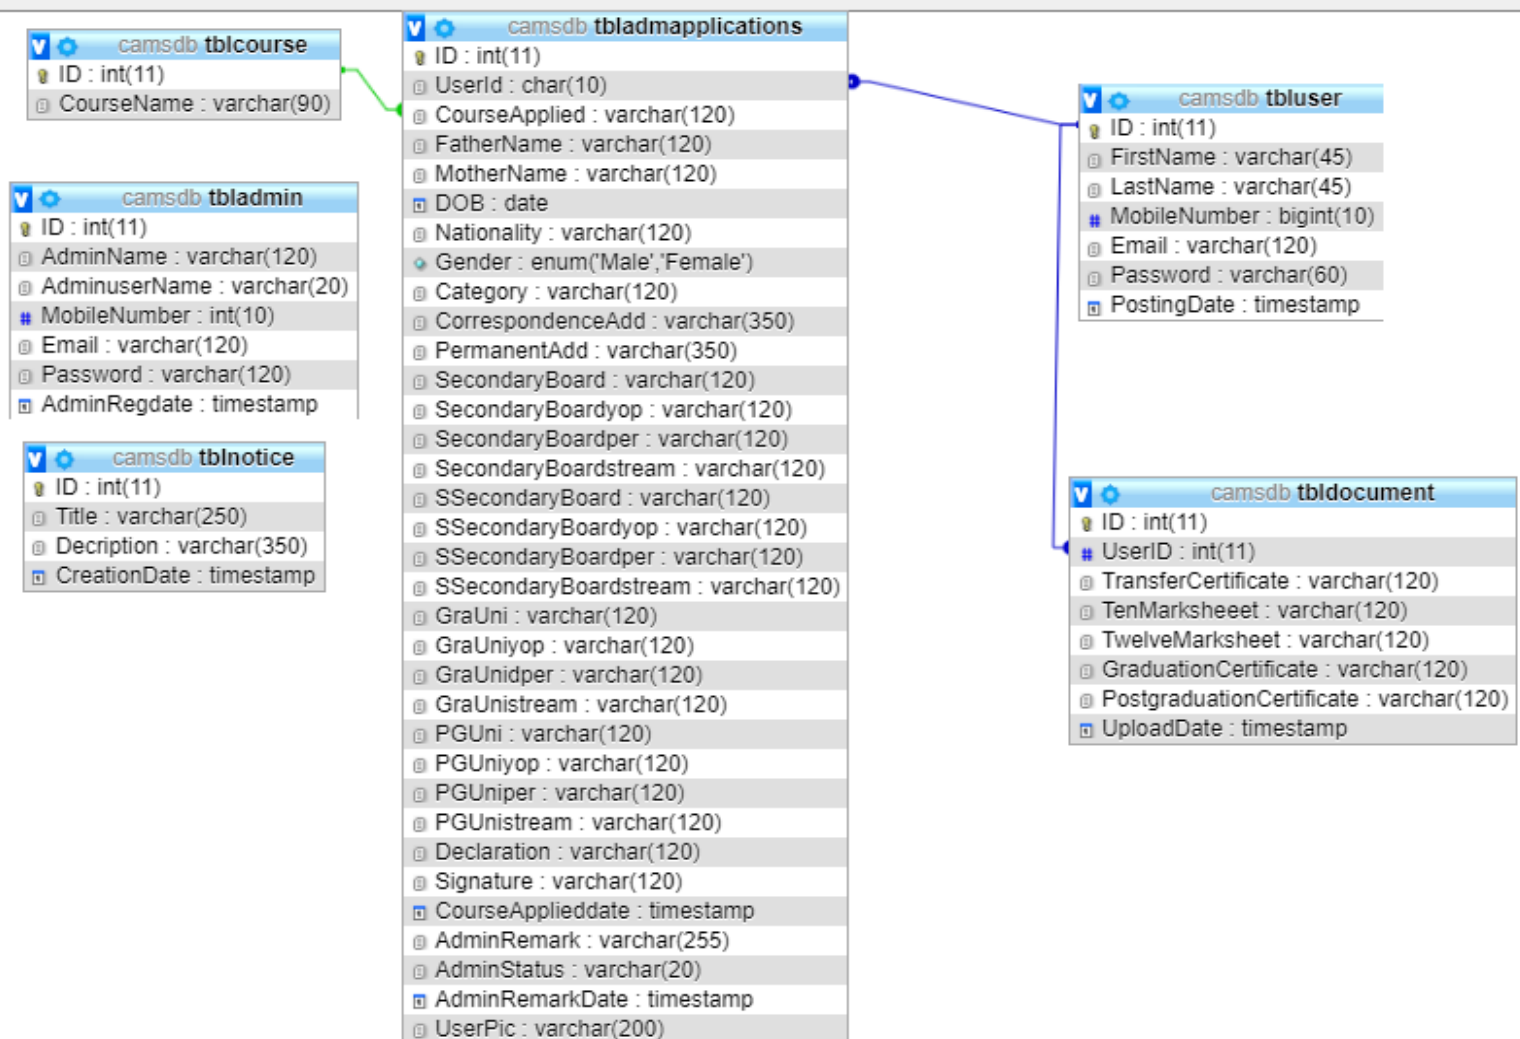 camsdb tblcourse
ID : int(11)
CourseName : varchar(90)
camsdb tbladmin
ID : int(11)
AdminName : varchar(120)
AdminuserName : varchar(20)
MobileNumber : int(10)
Email : varchar(120)
Password : varchar(120)
AdminRegdate : timestamp
camsdb tblnotice
ID : int(11)
Title : varchar(250)
Decription : varchar(350)
CreationDate : timestamp
camsdb tbladmapplications
ID : int(11)
UserId : char(10)
CourseApplied : varchar(120)
FatherName : varchar(120)
MotherName : varchar(120)
DOB : date
Nationality : varchar(120)
Gender : enum('Male','Female')
Category : varchar(120)
CorrespondenceAdd : varchar(350)
PermanentAdd : varchar(350)
SecondaryBoard : varchar(120)
SecondaryBoardyop : varchar(120)
SecondaryBoardper : varchar(120)
SecondaryBoardstream : varchar(120)
SSecondaryBoard : varchar(120)
SSecondaryBoardyop : varchar(120)
SSecondaryBoardper : varchar(120)
SSecondaryBoardstream : varchar(120)
GraUni : varchar(120)
GraUniyop : varchar(120)
GraUnidper : varchar(120)
GraUnistream : varchar(120)
PGUni : varchar(120)
PGUniyop : varchar(120)
PGUniper : varchar(120)
PGUnistream : varchar(120)
Declaration : varchar(120)
Signature : varchar(120)
CourseApplieddate : timestamp
AdminRemark : varchar(255)
AdminStatus : varchar(20)
AdminRemarkDate : timestamp
UserPic : varchar(200)
camsdb tbluser
ID : int(11)
FirstName : varchar(45)
LastName : varchar(45)
MobileNumber : bigint(10)
Email : varchar(120)
Password : varchar(60)
PostingDate : timestamp
camsdb tbldocument
ID : int(11)
UserID : int(11)
TransferCertificate : varchar(120)
TenMarksheeet : varchar(120)
TwelveMarksheet : varchar(120)
GraduationCertificate : varchar(120)
PostgraduationCertificate : varchar(120)
UploadDate : timestamp